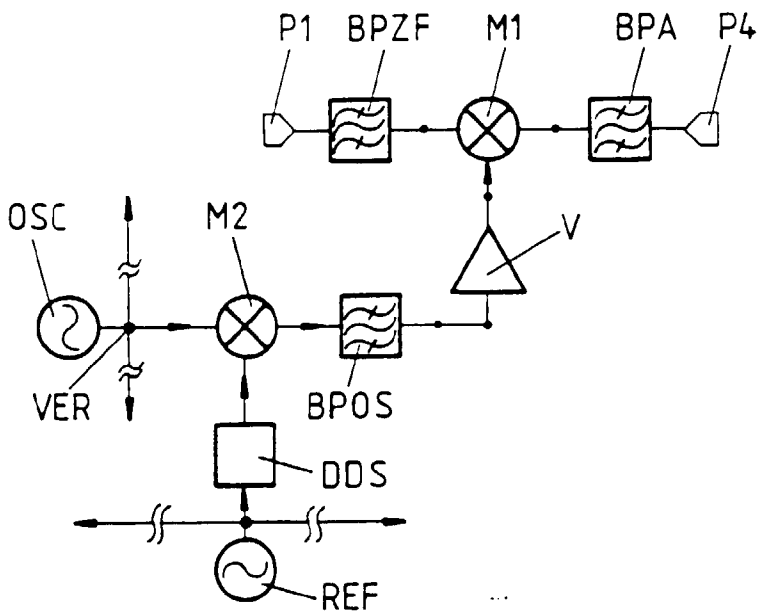 P1 BPZF M1 BPA P4
OSC M2 V
VER BPOS
DDS
REF